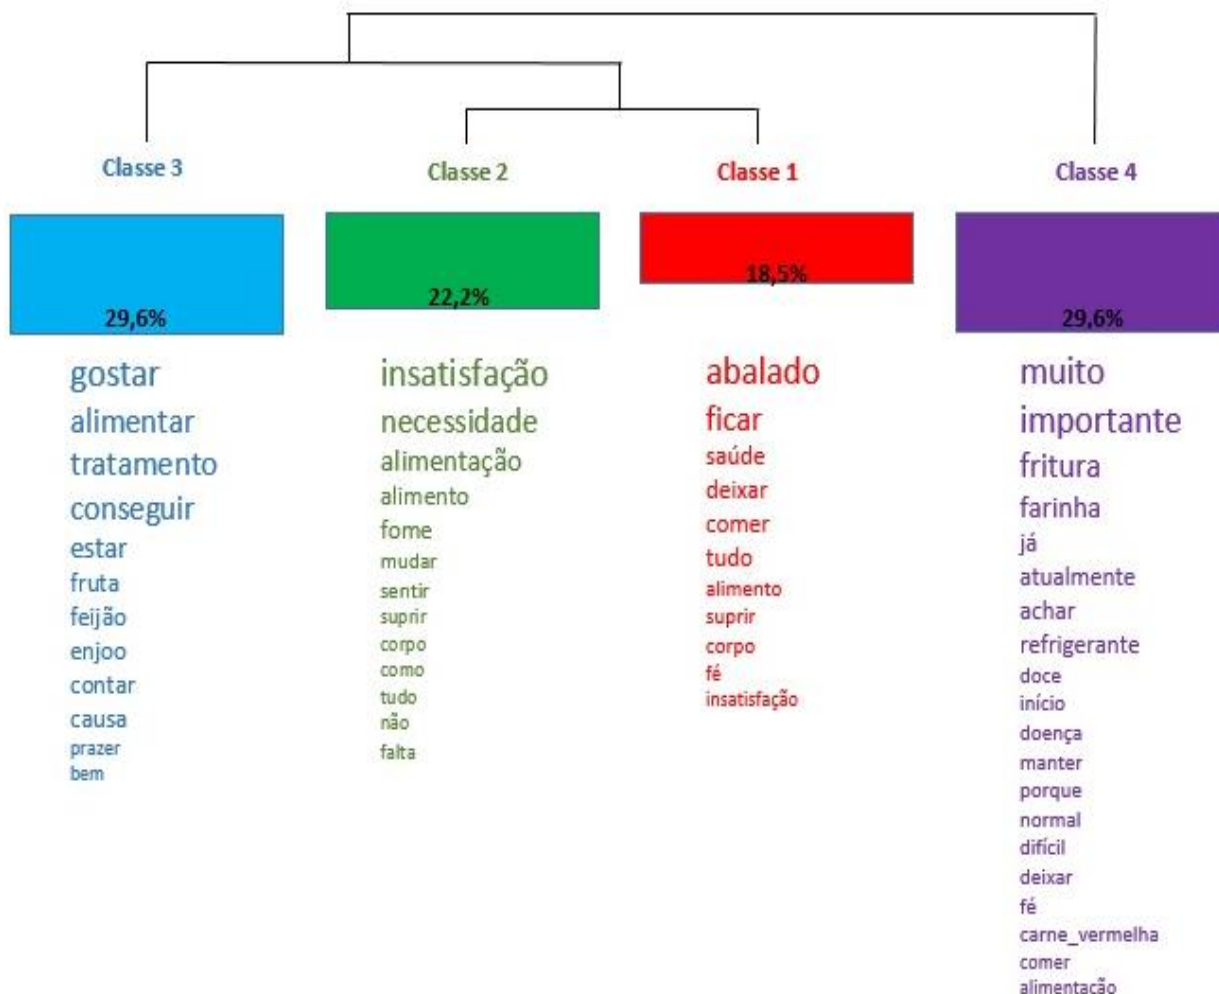 Classe 3
29,6%
gostar
alimentar
tratamento
conseguir
estar
fruta
feijão
enjoo
contar
causa
prazer
bem
Classe 2
22,2%
insatisfação
necessidade
alimentação
alimento
fome
mudar
sentir
suprir
corpo
como
tudo
não
falta
Classe 1
18,5%
abalado
ficar
saúde
deixar
comer
tudo
alimento
suprir
corpo
fé
insatisfação
Classe 4
29,6%
muito
importante
fritura
farinha
já
atualmente
achar
refrigerante
doce
início
doença
manter
porque
normal
difícil
deixar
fé
carne_vermelha
comer
alimentação